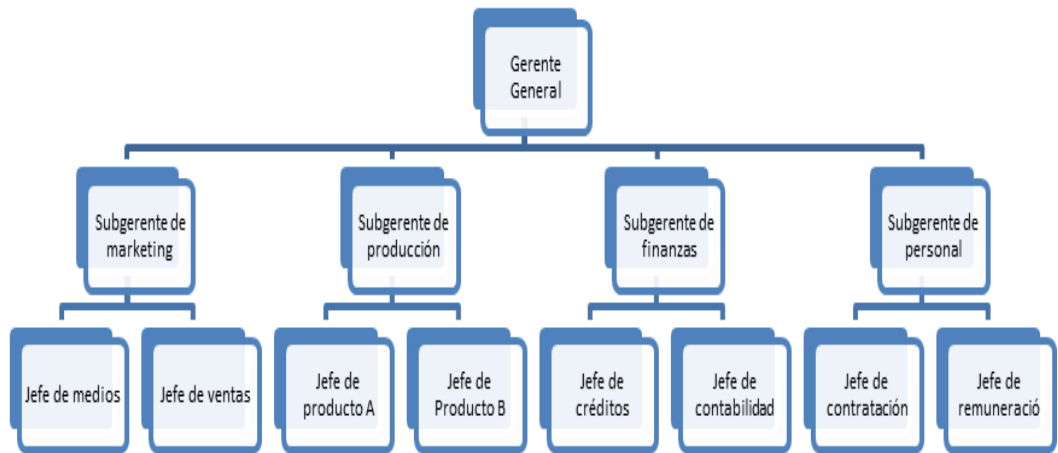 Gerente
General
Subgerente de
marketing
Subgerente de
producción
Subgerente de
finanzas
Subgerente de
personal
Jefe de medios
Jefe de ventas
Jefe de
producto A
Jefe de
Producto B
Jefe de
créditos
Jefe de
contabilidad
Jefe de
contratación
Jefe de
remuneració